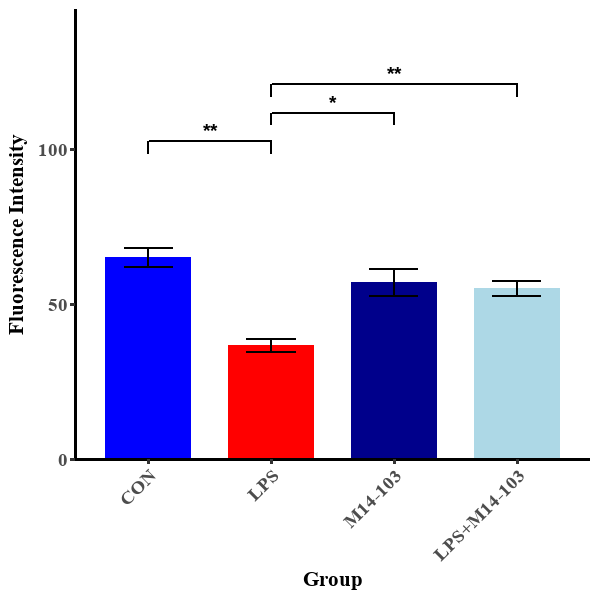 **
*
**
Fluorescence Intensity
100
50
0
CON
LPS
M14-103
LPS+M14-103
Group